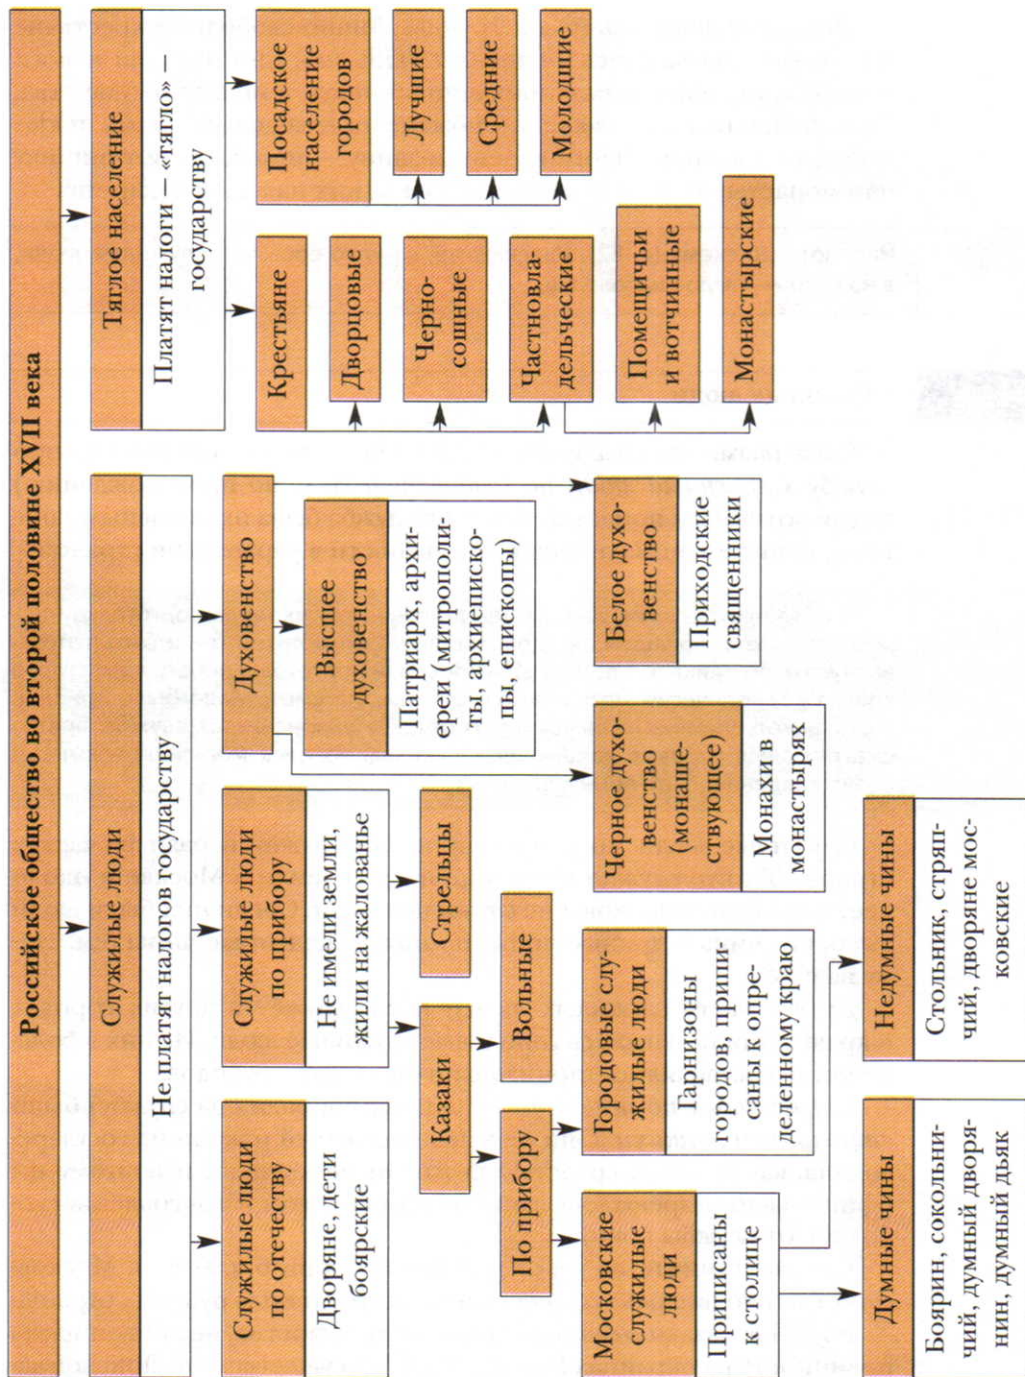 Российское общество во второй половине XVII века
Служилые люди
Не платят налогов государству
Служилые люди
по отечеству
Дворяне, дети
боярские
Служилые люди
по прибору
Не имели земли,
жили на жалованье
Казаки
Стрельцы
По прибору
Вольные
Московские
служилые
люди
Приписаны
к столице
Городовые слу-
жилые люди
Гарнизоны
городов, припи-
саны к опре-
деленному краю
Думные чины
Боярин, сокольни-
чий, думный дворя-
нин, думный дьяк
Недумные чины
Стольник, стряп-
чий, дворяне мос-
ковские
Духовенство
Высшее
духовенство
Патриарх, архи-
ереи (митрополи-
ты, архиеписко-
пы, епископы)
Черное духо-
венство
(монаше-
ствующее)
Монахи в
монастырях
Белое духо-
венство
Приходские
священники
Тяглое население
Платят налоги – «тягло» –
государству
Крестьяне
Дворцовые
Черно-
сошные
Частновла-
дельческие
Помещичьи
и вотчинные
Монастырские
Посадское
население
городов
Лучшие
Средние
Молодшие